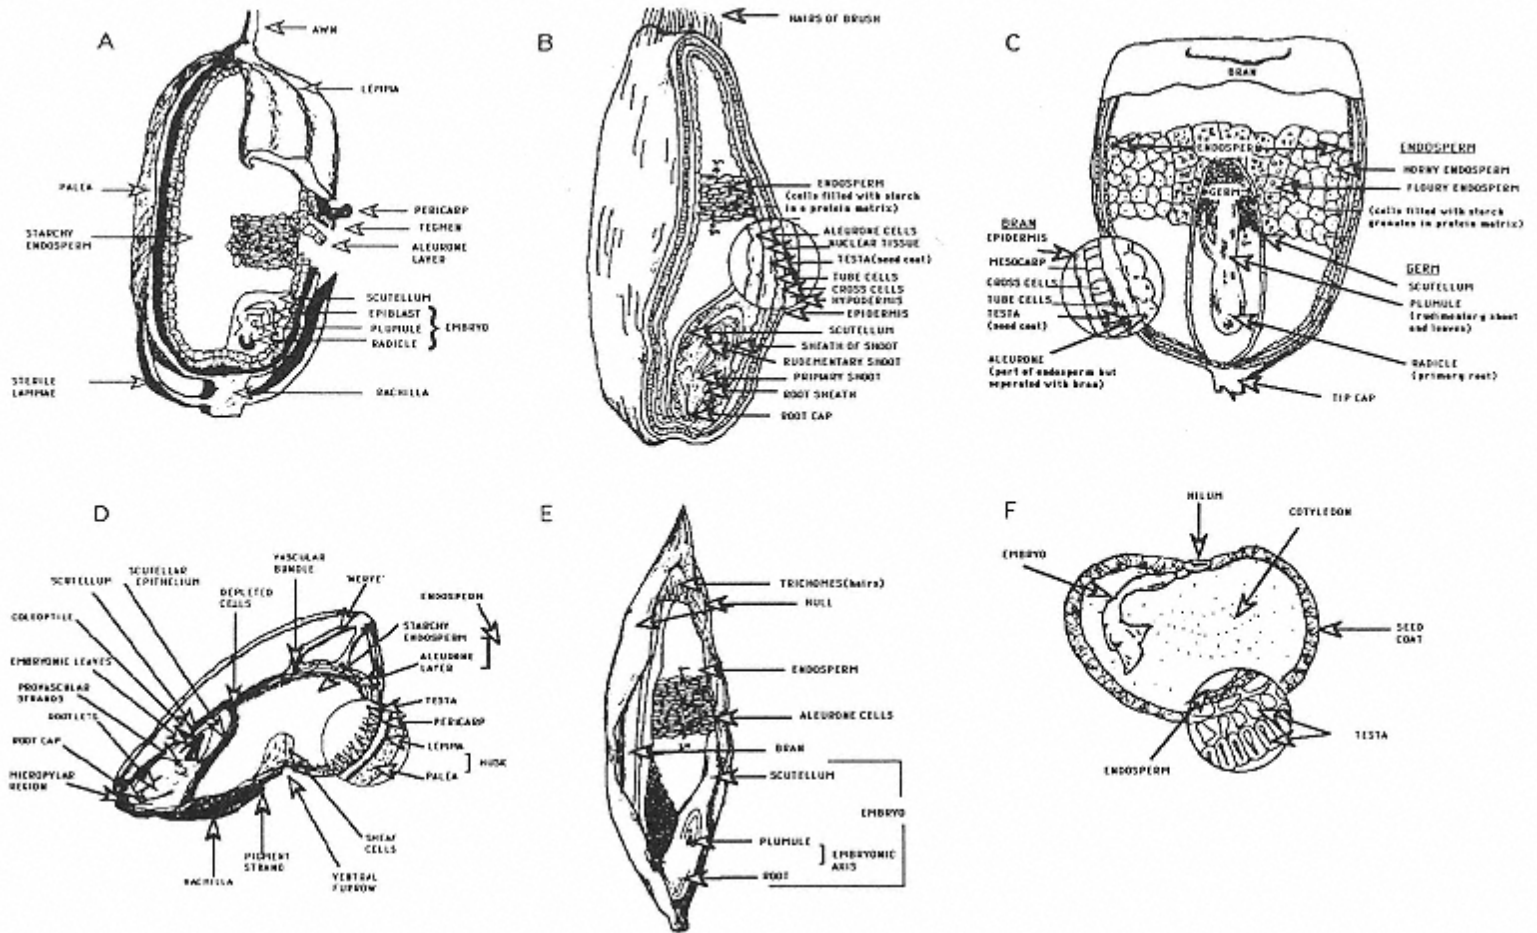 A
AWN
LEMMA
PALEA
PERICARP
TEGMEN
STARCHY
ENDOSPERM
ALEURONE
LAYER
SCUTELLUM
EPIBLAST
PLUMULE
EMBRYO
RADICLE
STERILE
LEMMAE
RACHILLA
B
HAIRS OF BRUSH
ENDOSPERM
(cells filled with starch
in a protein matrix)
ALEURONE CELLS
NUCLEAR TISSUE
TESTA(seed coat)
TUBE CELLS
CROSS CELLS
HYPODERMIS
EPIDERMIS
SCUTELLUM
SHEATH OF SHOOT
RUDEMENTARY SHOOT
PRIMARY SHOOT
ROOT SHEATH
ROOT CAP
C
BRAN
ENDOSPERM
ENDOSPERM
HORNY ENDOSPERM
GERM
FLOURY ENDOSPERM
(cells filled with starch
granules in protein matrix)
BRAN
EPIDERMIS
MESOCARP
CROSS CELLS
TUBE CELLS
TESTA
(seed coat)
ALEURONE
(part of endosperm but
seperated with bran)
GERM
SCUTELLUM
PLUMULE
(rudimentary shoot
and leaves)
RADICLE
(primary root)
TIP CAP
D
SCUTELLUM
SCUTELLAR
EPITHELIUM
VASCULAR
BUNDLE
DEPLETED
CELLS
'NERVE'
ENDOSPERM
STARCHY
ENDOSPERM
ALEURONE
LAYER
COLEOPTILE
EMBRYONIC LEAVES
PROVASCULAR
STRANDS
ROOTLETS
ROOT CAP
MICROPYLAR
REGION
TESTA
PERICARP
LEMMA
HUSK
PALEA
SHEAF
CELLS
PIGMENT
STRAND
RACHILLA
VENTRAL
FURROW
E
TRICHOMES(hairs)
HULL
ENDOSPERM
ALEURONE CELLS
BRAN
SCUTELLUM
EMBRYO
PLUMULE
EMBRYONIC
AXIS
ROOT
F
HILUM
COTYLEDON
EMBRYO
SEED
COAT
TESTA
ENDOSPERM